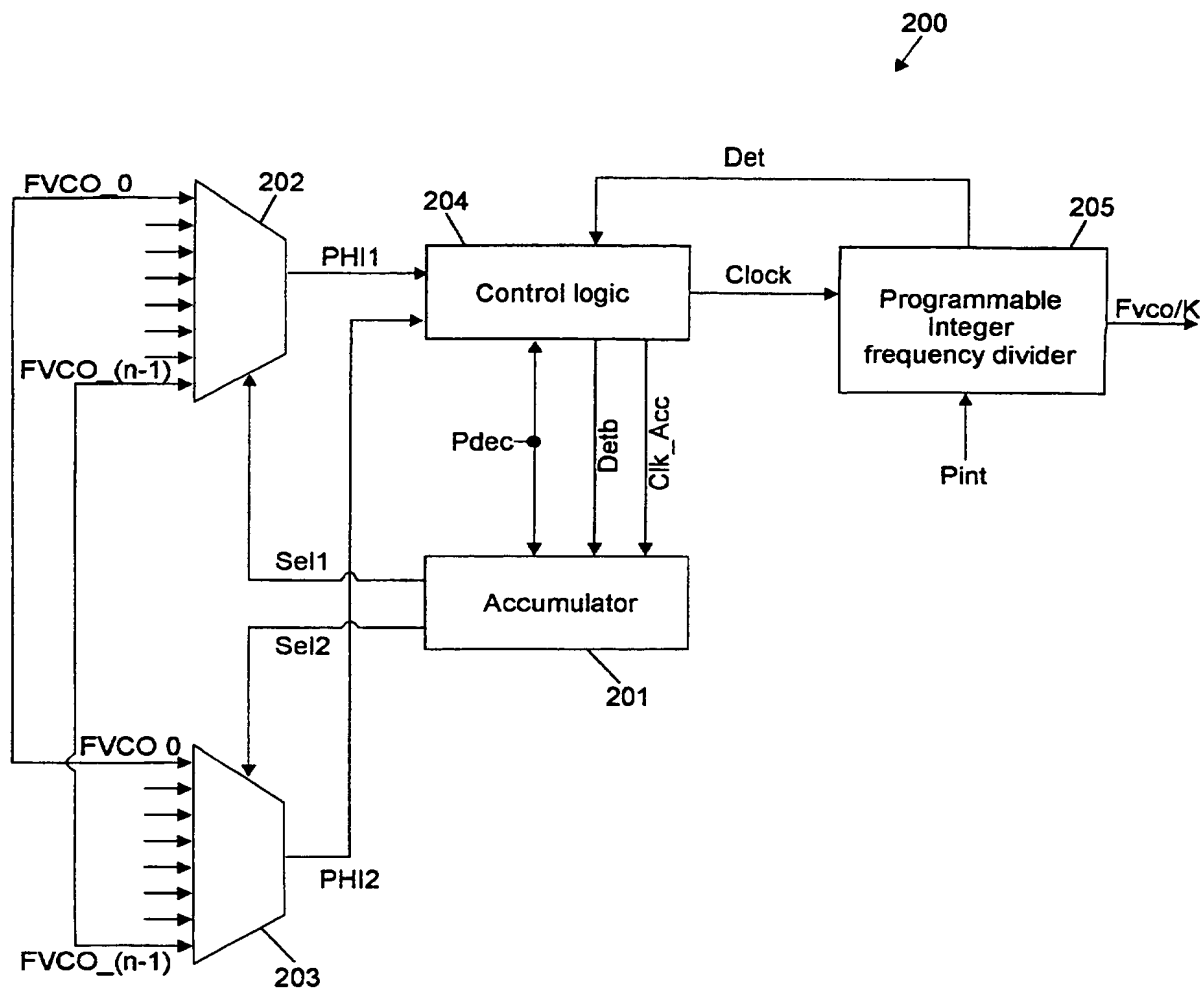 200
Det
FVCO_0
202
204
205
PHI1
Control logic
Clock
Programmable
integer
frequency divider
Fvco/K
FVCO_(n-1)
Pdec
Detb
Clk_Acc
Pint
Sel1
Accumulator
Sel2
201
FVCO 0
PHI2
FVCO_(n-1)
203